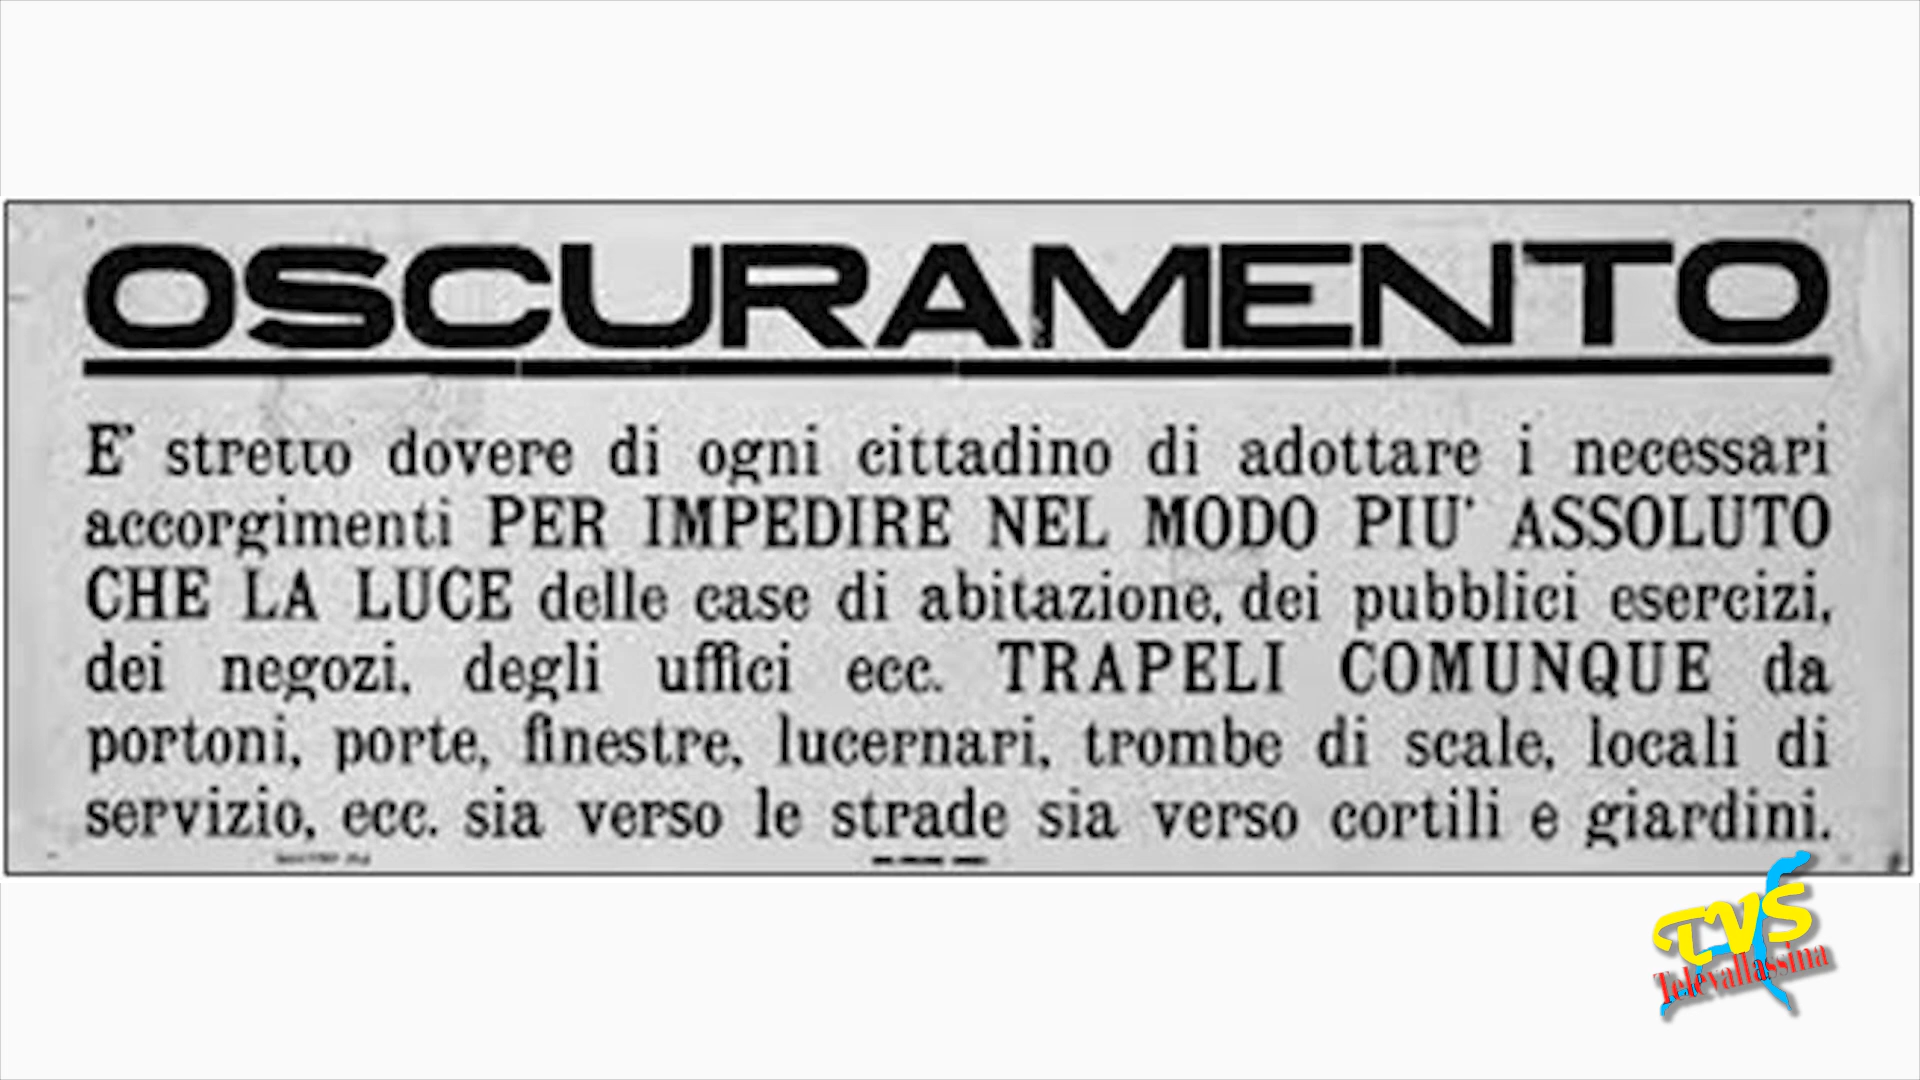 OSCURAMENTO
E' stretto dovere di ogni cittadino di adottare i necessari
accorgimenti PER IMPEDIRE NEL MODO PIU' ASSOLUTO
CHE LA LUCE delle case di abitazione, dei pubblici esercizi,
dei negozi, degli uffici ecc. TRAPELI COMUNQUE da
portoni, porte, finestre, lucernari, trombe di scale, locali di
servizio, ecc. sia verso le strade sia verso cortili e giardini.
TVS
Televallassina